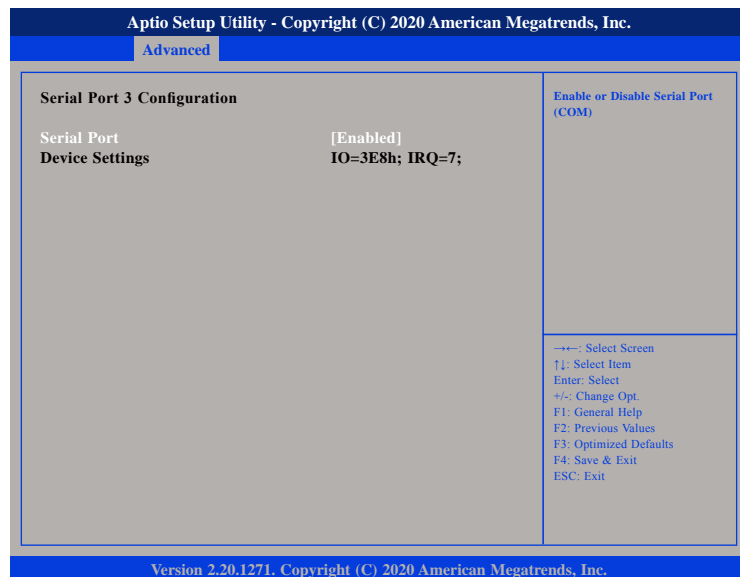 Aptio Setup Utility - Copyright (C) 2020 American Megatrends, Inc.
Advanced
Serial Port 3 Configuration
Serial Port [Enabled]
Device Settings IO=3E8h; IRQ=7;
Enable or Disable Serial Port
(COM)
→←: Select Screen
↑↓: Select Item
Enter: Select
+/-: Change Opt.
F1: General Help
F2: Previous Values
F3: Optimized Defaults
F4: Save & Exit
ESC: Exit
Version 2.20.1271. Copyright (C) 2020 American Megatrends, Inc.